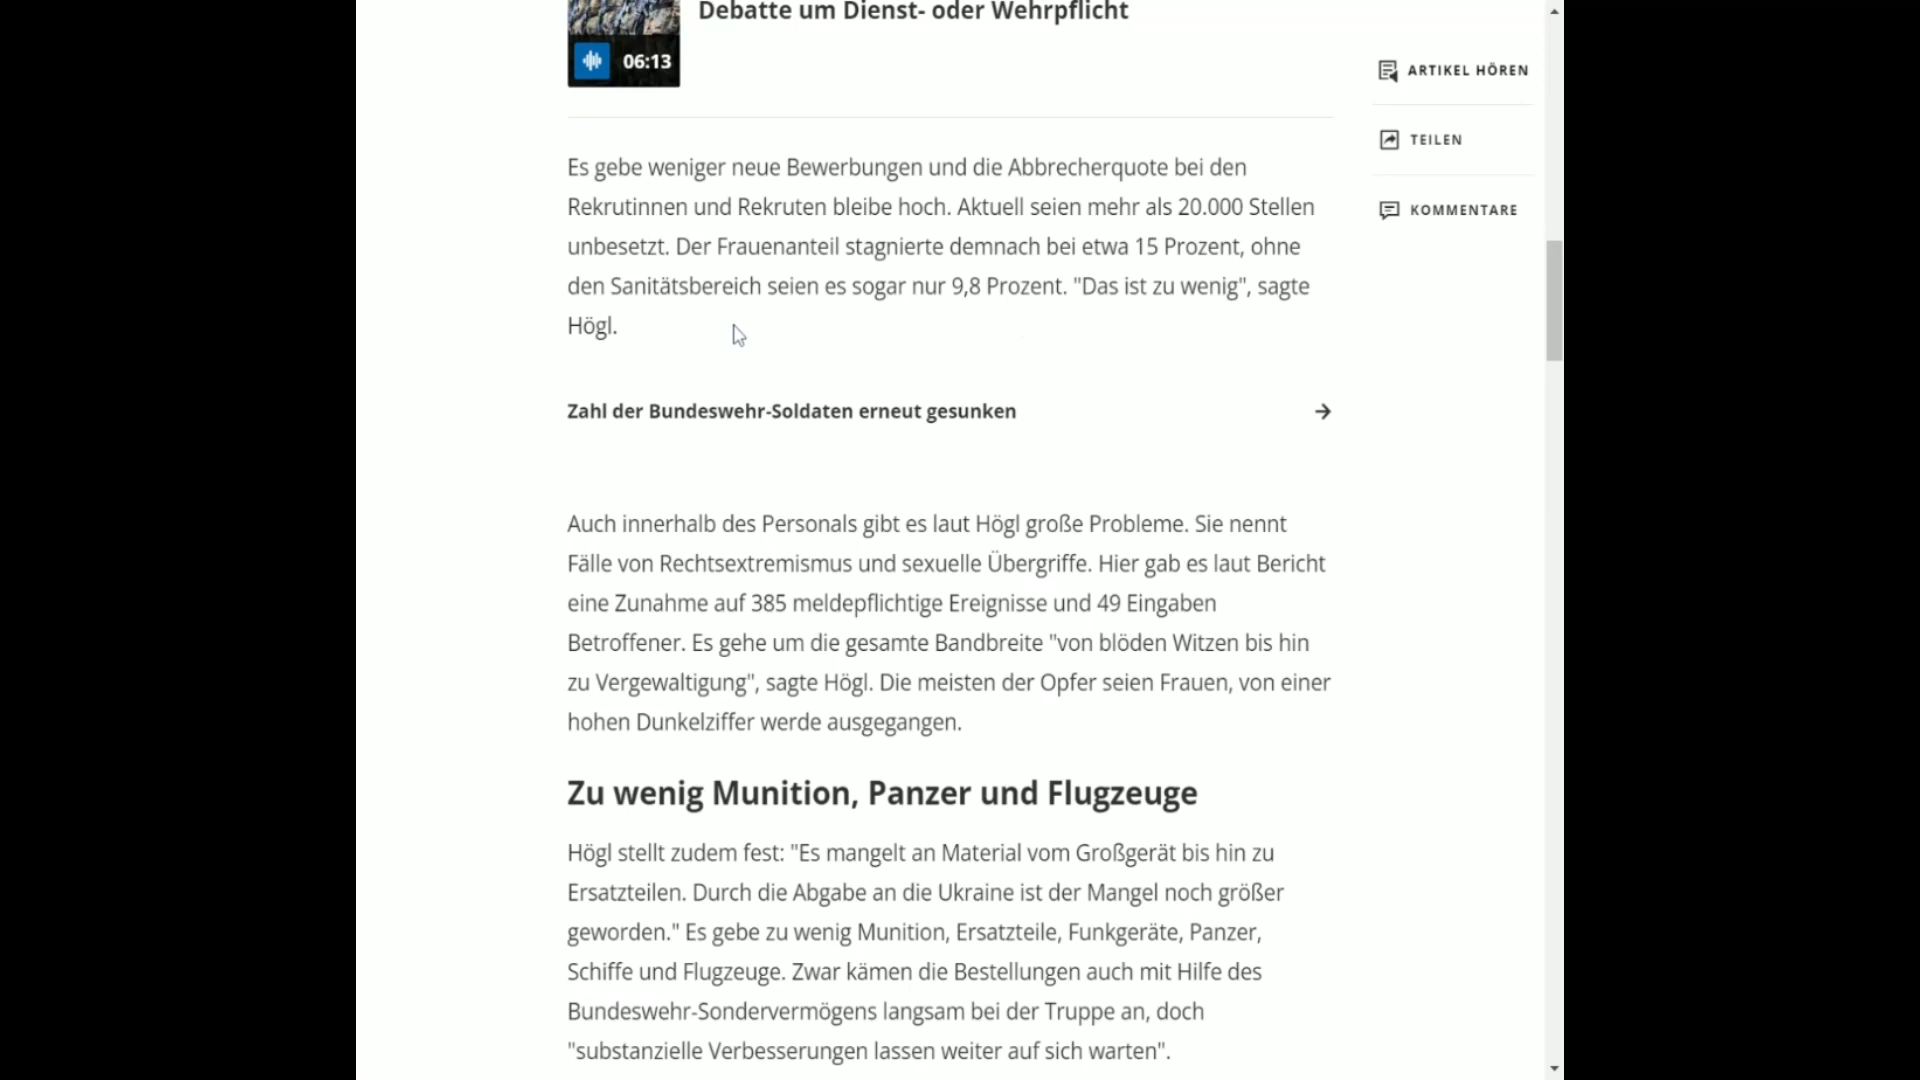 Debatte um Dienst- oder Wehrpflicht
06:13
ARTIKEL HÖREN
TEILEN
KOMMENTARE
Es gebe weniger neue Bewerbungen und die Abbrecherquote bei den
Rekrutinnen und Rekruten bleibe hoch. Aktuell seien mehr als 20.000 Stellen
unbesetzt. Der Frauenanteil stagnierte demnach bei etwa 15 Prozent, ohne
den Sanitätsbereich seien es sogar nur 9,8 Prozent. "Das ist zu wenig", sagte
Högl.
Zahl der Bundeswehr-Soldaten erneut gesunken
Auch innerhalb des Personals gibt es laut Högl große Probleme. Sie nennt
Fälle von Rechtsextremismus und sexuelle Übergriffe. Hier gab es laut Bericht
eine Zunahme auf 385 meldepflichtige Ereignisse und 49 Eingaben
Betroffener. Es gehe um die gesamte Bandbreite "von blöden Witzen bis hin
zu Vergewaltigung", sagte Högl. Die meisten der Opfer seien Frauen, von einer
hohen Dunkelziffer werde ausgegangen.
Zu wenig Munition, Panzer und Flugzeuge
Högl stellt zudem fest: "Es mangelt an Material vom Großgerät bis hin zu
Ersatzteilen. Durch die Abgabe an die Ukraine ist der Mangel noch größer
geworden." Es gebe zu wenig Munition, Ersatzteile, Funkgeräte, Panzer,
Schiffe und Flugzeuge. Zwar kämen die Bestellungen auch mit Hilfe des
Bundeswehr-Sondervermögens langsam bei der Truppe an, doch
"substanzielle Verbesserungen lassen weiter auf sich warten".